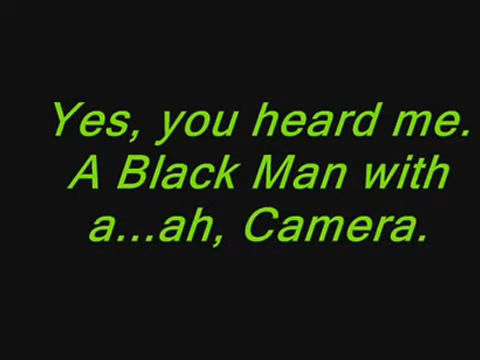 Yes, you heard me.
A Black Man with
a...ah, Camera.